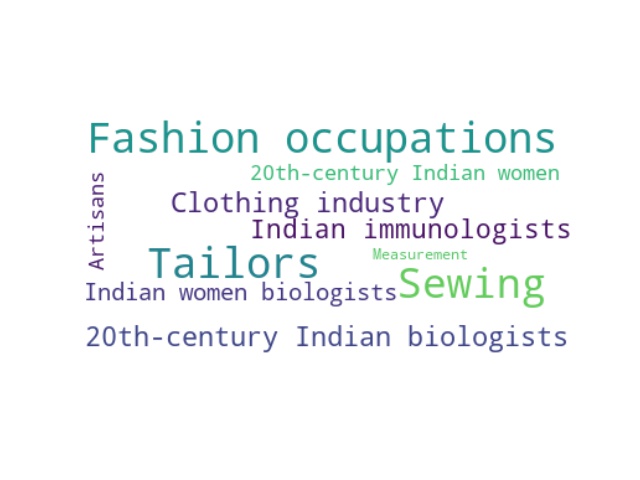 Fashion occupations
20th-century Indian women
Artisans
Clothing industry
Indian immunologists
Tailors
Measurement
Sewing
Indian women biologists
20th-century Indian biologists